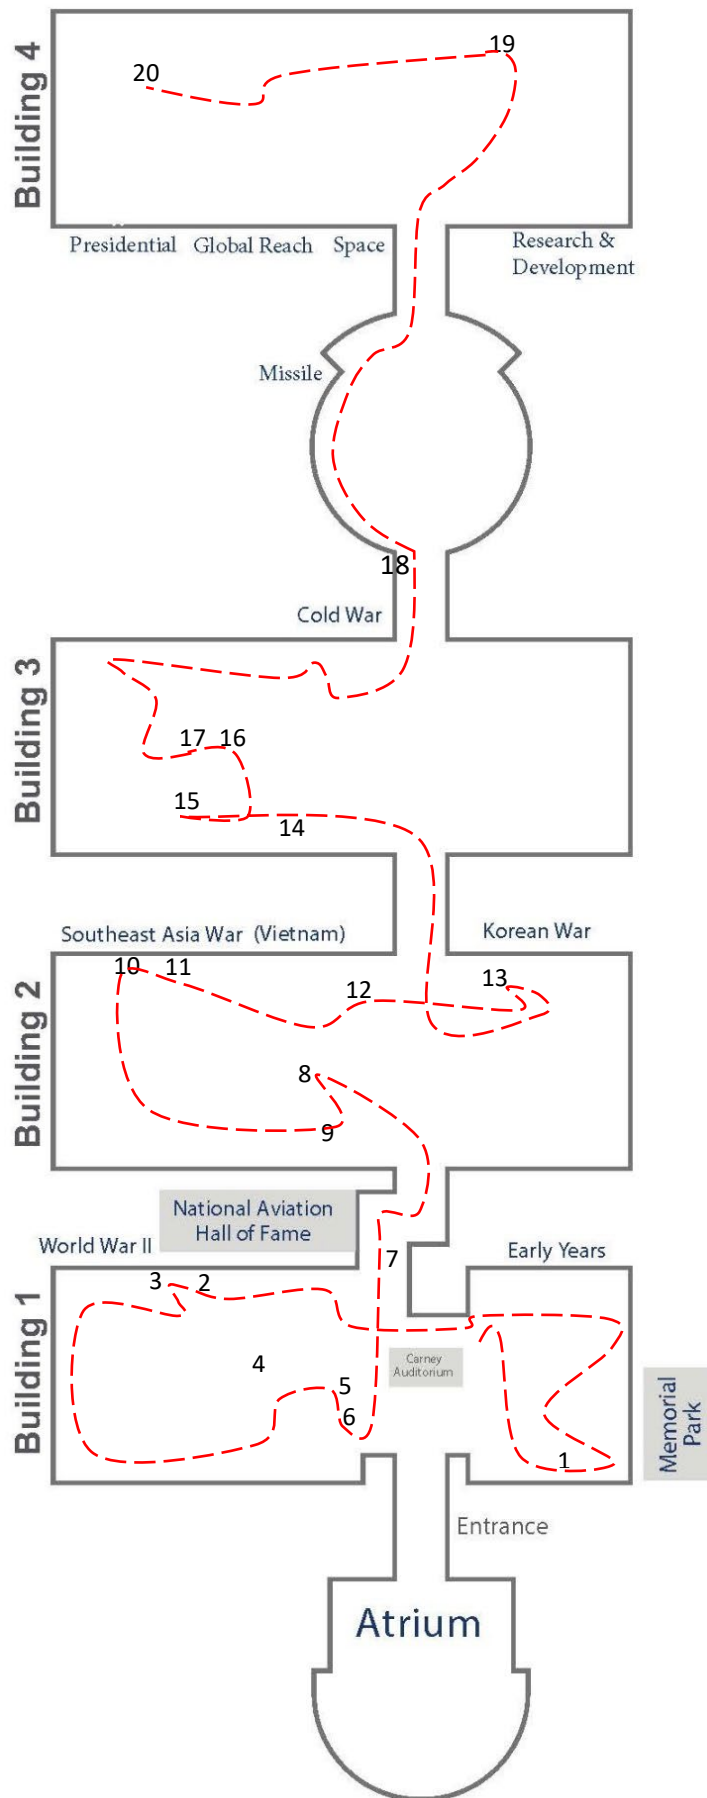 Building 4
19
20
Presidential
Global Reach
Space
Research &
Development
Missile
18
Cold War
Building 3
17
16
15
14
Southeast Asia War (Vietnam)
Korean War
Building 2
10
11
12
13
8
9
National Aviation
Hall of Fame
World War II
7
Early Years
Building 1
3
2
4
5
6
Carney
Auditorium
1
Memorial
Park
Entrance
Atrium